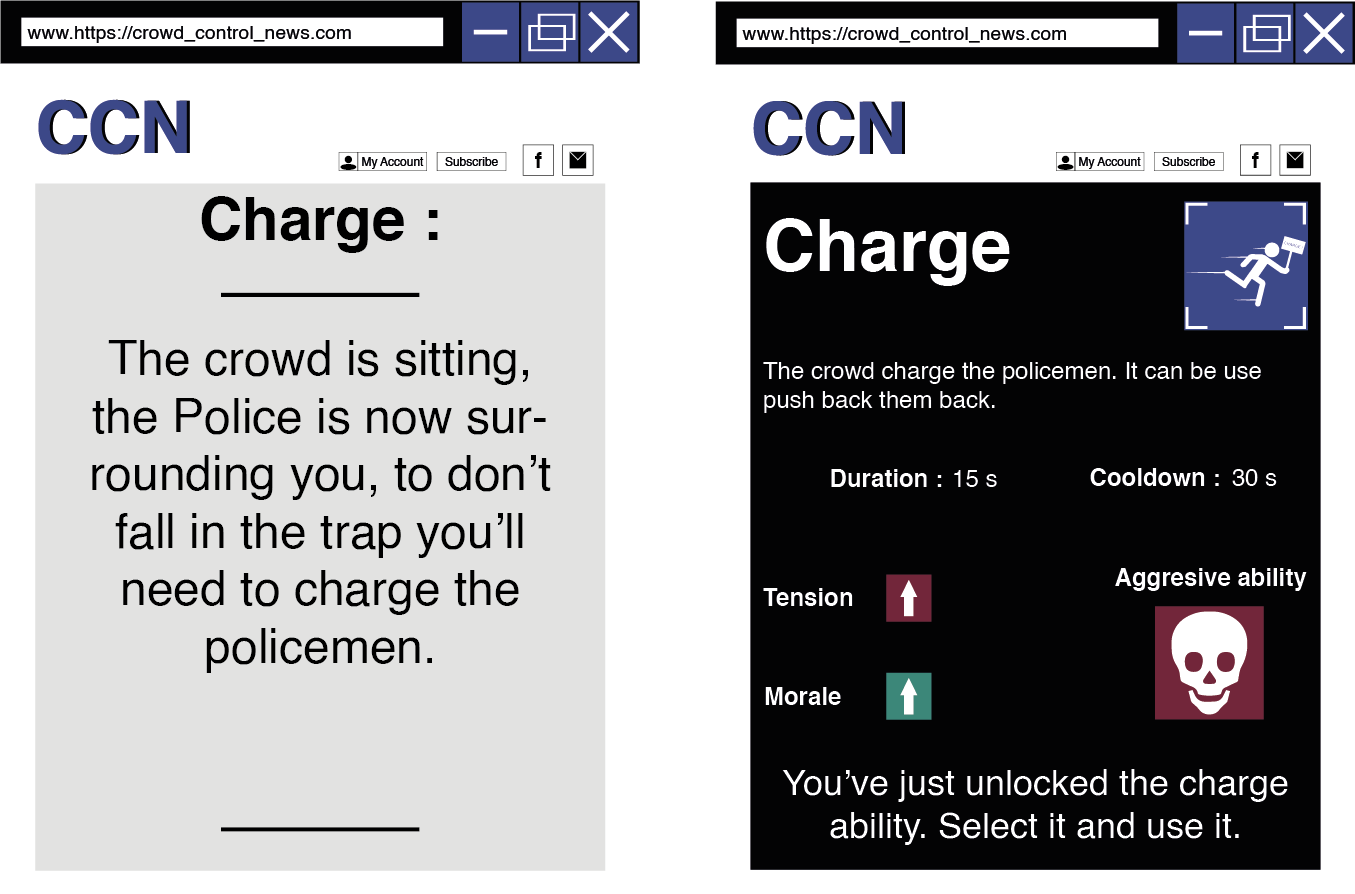 www.https://crowd_control_news.com
CCN
My Account
Subscribe
f
Charge :
The crowd is sitting,
the Police is now sur-
rounding you, to don’t
fall in the trap you’ll
need to charge the
policemen.
www.https://crowd_control_news.com
CCN
My Account
Subscribe
f
Charge
CHARGE
The crowd charge the policemen. It can be use
push back them back.
Duration : 15 s
Cooldown : 30 s
Tension
Aggresive ability
Morale
You’ve just unlocked the charge
ability. Select it and use it.